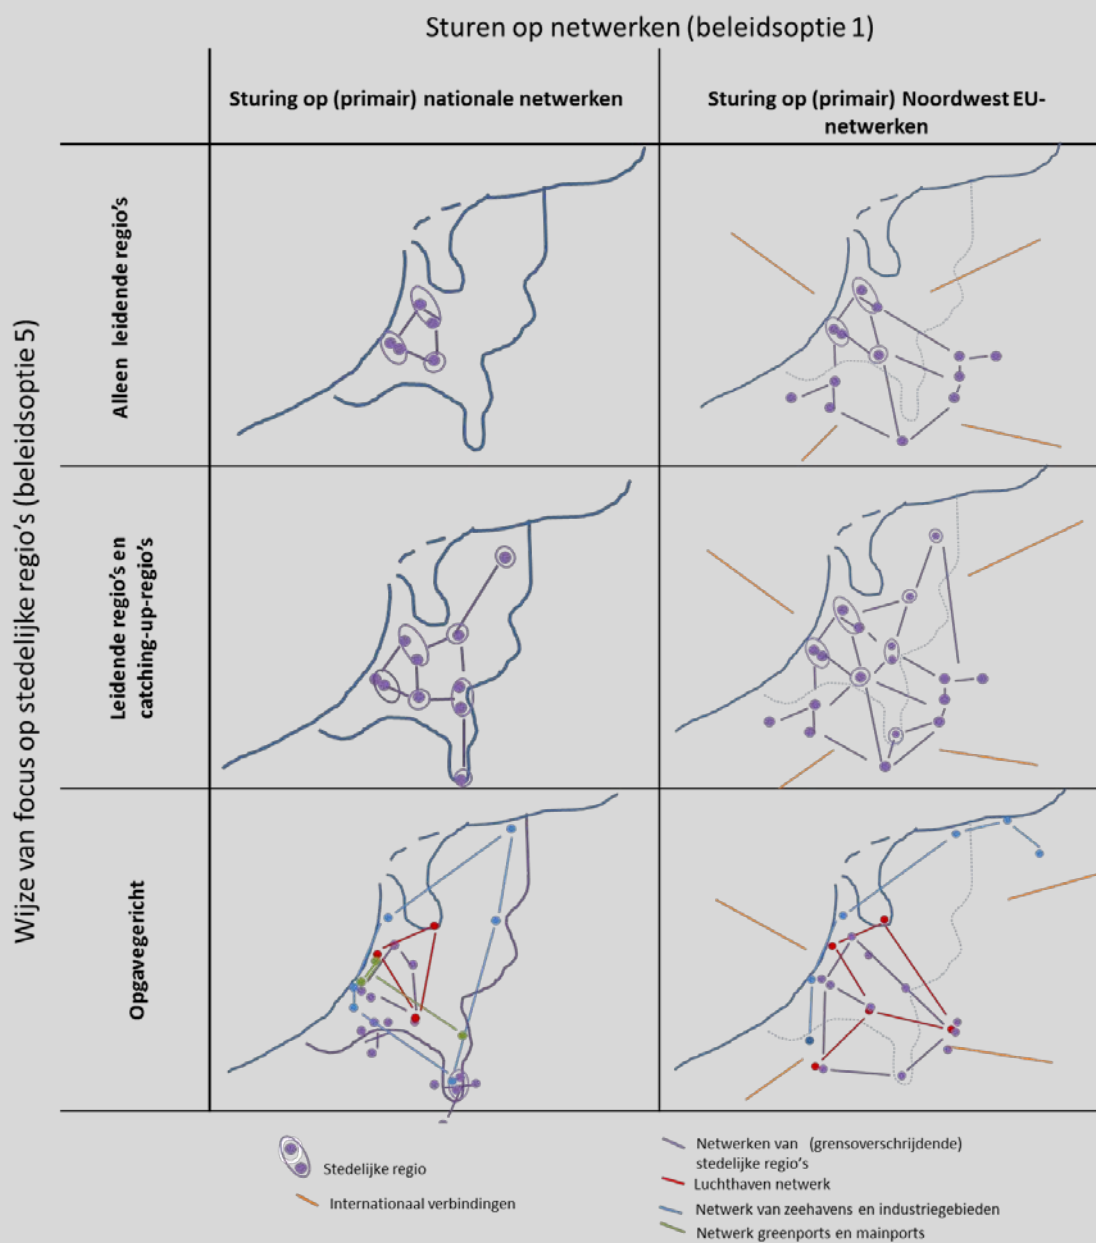 Sturen op netwerken (beleidsoptie 1)
Sturing op (primair) nationale netwerken
Sturing op (primair) Noordwest EU-
netwerken
Wijze van focus op stedelijke regio's (beleidsoptie 5)
Alleen leidende regio's
Leidende regio's en
catching-up-regio's
Opgavegericht
Stedelijke regio
Internationaal verbindingen
Netwerken van (grensoverschrijdende)
stedelijke regio's
Luchthaven netwerk
Netwerk van zeehavens en industriegebieden
Netwerk greenports en mainports